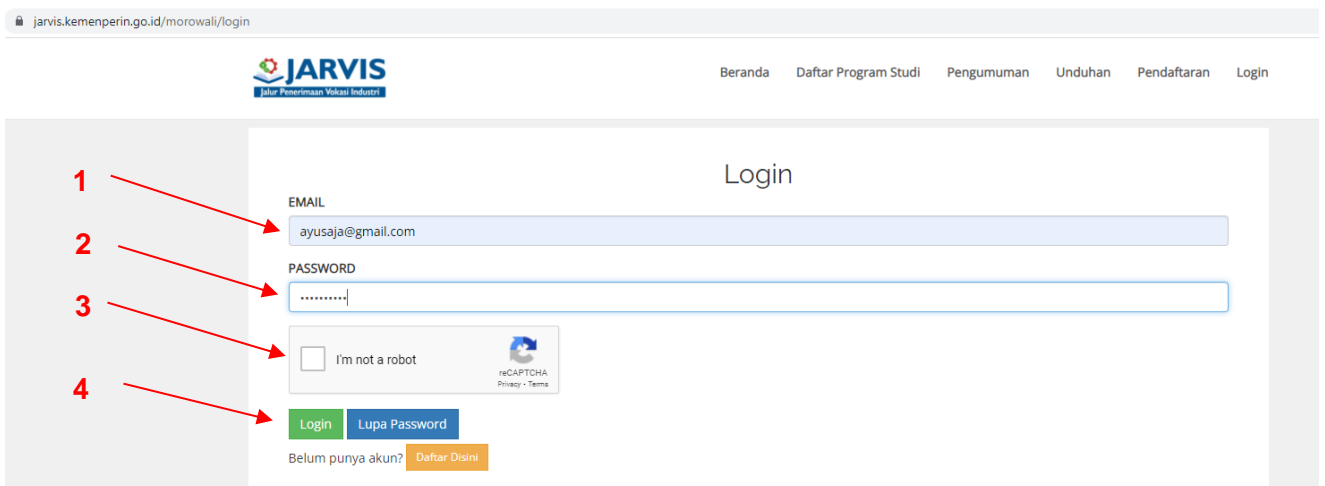 jarvis.kemenperin.go.id/morowali/login
JARVIS
Jalur Penerimaan Vokasi Industri
Beranda Daftar Program Studi Pengumuman Unduhan Pendaftaran Login
Login
1
EMAIL
ayusaja@gmail.com
2
PASSWORD
••••••••••
3
I'm not a robot
reCAPTCHA
Privacy - Terms
4
Login Lupa Password
Belum punya akun? Daftar Disini